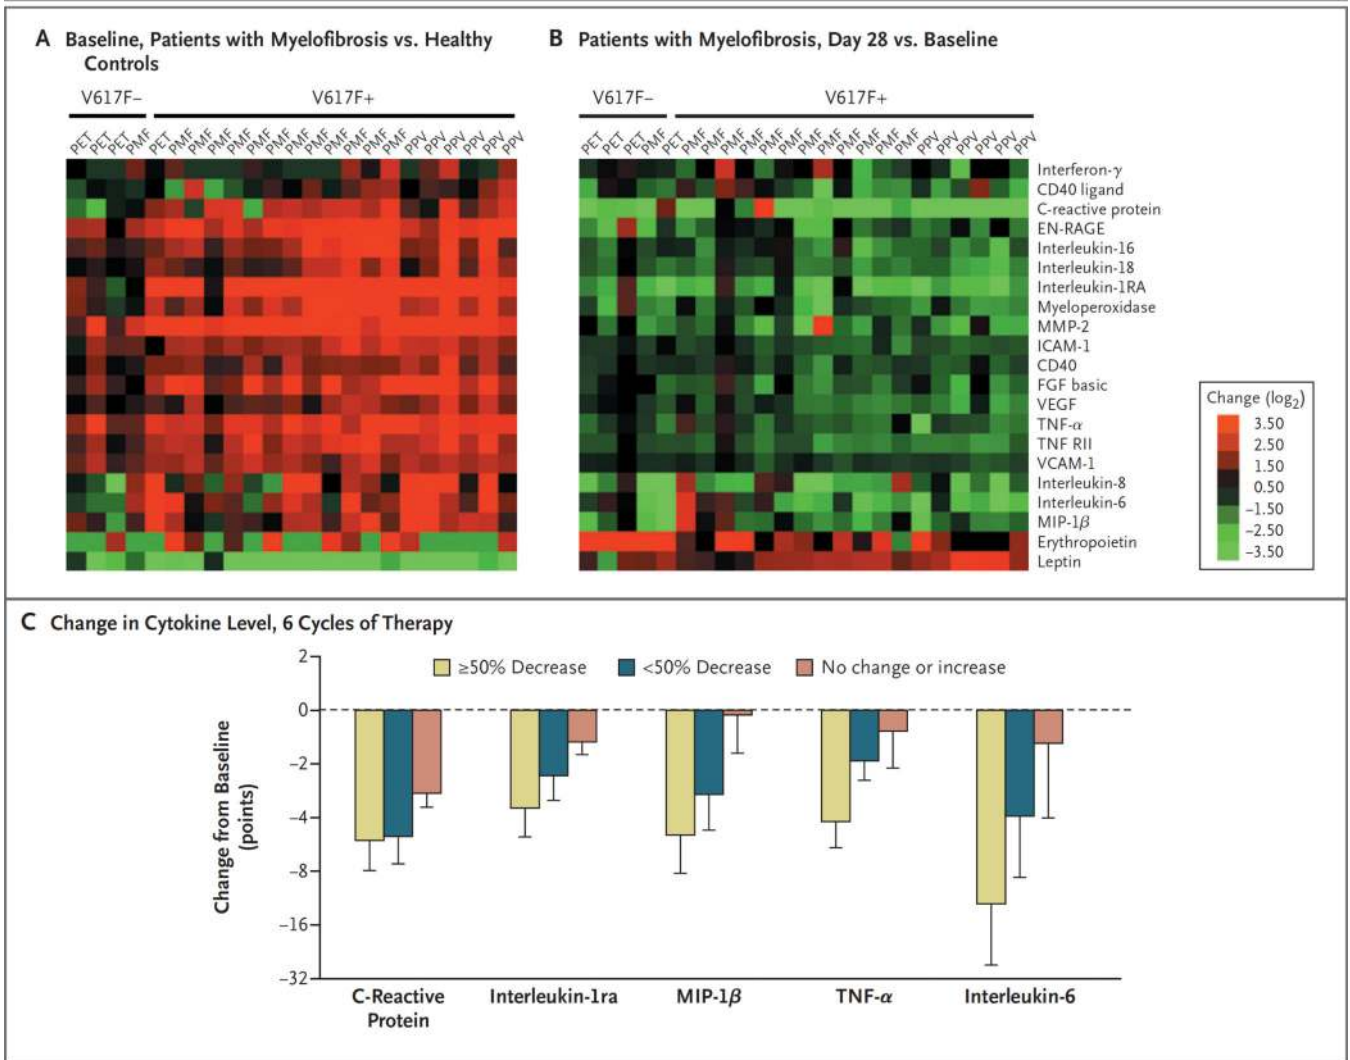 A Baseline, Patients with Myelofibrosis vs. Healthy
Controls
V617F–
V617F+
PET PET PET PMF PET PMF PMF PMF PMF PMF PMF PMF PMF PMF PMF PMF PMF PPV PPV PPV PPV PPV PPV
B Patients with Myelofibrosis, Day 28 vs. Baseline
V617F–
V617F+
PET PET PET PMF PET PMF PMF PMF PMF PMF PMF PMF PMF PMF PMF PMF PMF PPV PPV PPV PPV PPV PPV
Interferon-γ
CD40 ligand
C-reactive protein
EN-RAGE
Interleukin-16
Interleukin-18
Interleukin-1RA
Myeloperoxidase
MMP-2
ICAM-1
CD40
FGF basic
VEGF
TNF-α
TNF RII
VCAM-1
Interleukin-8
Interleukin-6
MIP-1β
Erythropoietin
Leptin
Change (log₂)
3.50
2.50
1.50
0.50
–1.50
–2.50
–3.50
C Change in Cytokine Level, 6 Cycles of Therapy
≥50% Decrease
<50% Decrease
No change or increase
Change from Baseline
(points)
2
0
–2
–4
–8
–16
–32
C-Reactive
Protein
Interleukin-1ra
MIP-1β
TNF-α
Interleukin-6